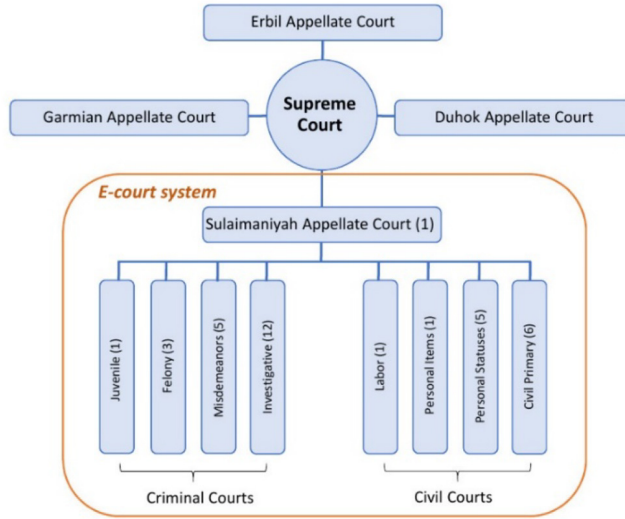 Erbil Appellate Court
Garmian Appellate Court
Supreme
Court
Duhok Appellate Court
E-court system
Sulaimaniyah Appellate Court (1)
Juvenile (1)
Felony (3)
Misdemeanors (5)
Investigative (12)
Labor (1)
Personal Items (1)
Personal Statuses (5)
Civil Primary (6)
Criminal Courts
Civil Courts